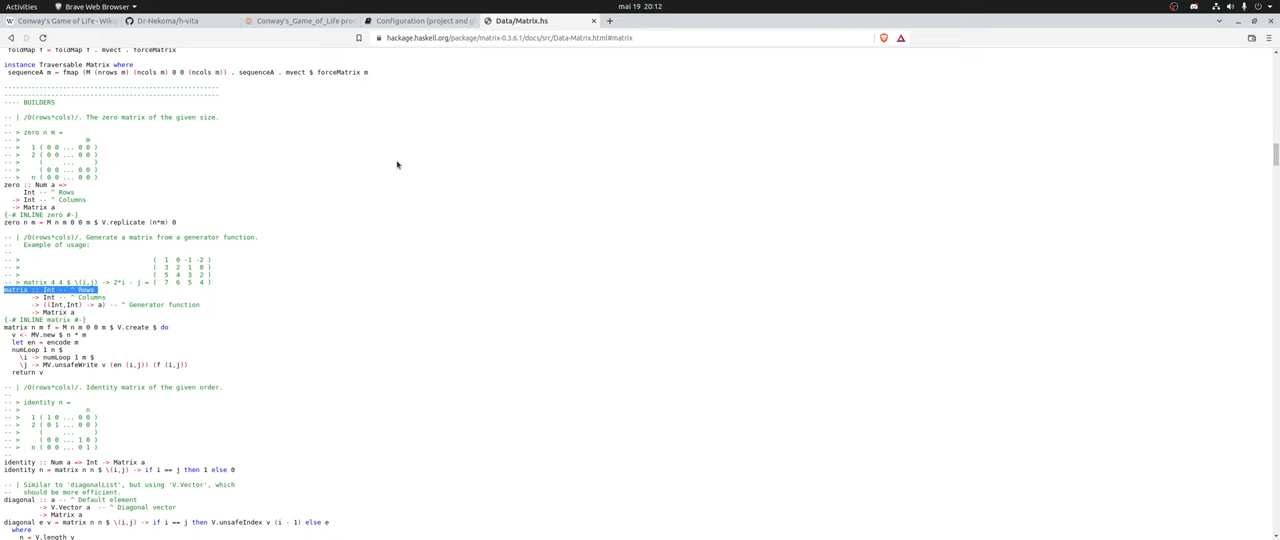 Activities
Brave Web Browser
mai 19 20:12
Conway's Game of Life - Wiki
Dr-Nekoma/h-vita
Conway's_Game_of_Life pro
Configuration (project and g
Data/Matrix.hs
hackage.haskell.org/package/matrix-0.3.6.1/docs/src/Data-Matrix.html#matrix
foldMap f = foldMap f . mvect . forceMatrix
instance Traversable Matrix where
 sequenceA m = fmap (M (nrows m) (ncols m) 0 0 (ncols m)) . sequenceA . mvect $ forceMatrix m
-------------------------------------------------------
-------------------------------------------------------
---- BUILDERS
-- | /O(rows*cols)/. The zero matrix of the given size.
--
-- > zero n m =
-- >                 m
-- >   1 ( 0 0 ... 0 0 )
-- >   2 ( 0 0 ... 0 0 )
-- >     (     ...     )
-- >     ( 0 0 ... 0 0 )
-- >   n ( 0 0 ... 0 0 )
zero :: Num a =>
     Int -- ^ Rows
  -> Int -- ^ Columns
  -> Matrix a
{-# INLINE zero #-}
zero n m = M n m 0 0 m $ V.replicate (n*m) 0
-- | /O(rows*cols)/. Generate a matrix from a generator function.
--   Example of usage:
--
-- >                                  (  1  0 -1 -2 )
-- >                                  (  3  2  1  0 )
-- >                                  (  5  4  3  2 )
-- > matrix 4 4 $ \(i,j) -> 2*i - j = (  7  6  5  4 )
matrix :: Int -- ^ Rows
       -> Int -- ^ Columns
       -> ((Int,Int) -> a) -- ^ Generator function
       -> Matrix a
{-# INLINE matrix #-}
matrix n m f = M n m 0 0 m $ V.create $ do
  v <- MV.new $ n * m
  let en = encode m
  numLoop 1 n $
    \i -> numLoop 1 m $
    \j -> MV.unsafeWrite v (en (i,j)) (f (i,j))
  return v
-- | /O(rows*cols)/. Identity matrix of the given order.
--
-- > identity n =
-- >                 n
-- >   1 ( 1 0 ... 0 0 )
-- >   2 ( 0 1 ... 0 0 )
-- >     (     ...     )
-- >     ( 0 0 ... 1 0 )
-- >   n ( 0 0 ... 0 1 )
--
identity :: Num a => Int -> Matrix a
identity n = matrix n n $ \(i,j) -> if i == j then 1 else 0
-- | Similar to 'diagonalList', but using 'V.Vector', which
--   should be more efficient.
diagonal :: a -- ^ Default element
         -> V.Vector a  -- ^ Diagonal vector
         -> Matrix a
diagonal e v = matrix n n $ \(i,j) -> if i == j then V.unsafeIndex v (i - 1) else e
  where
    n = V.length v